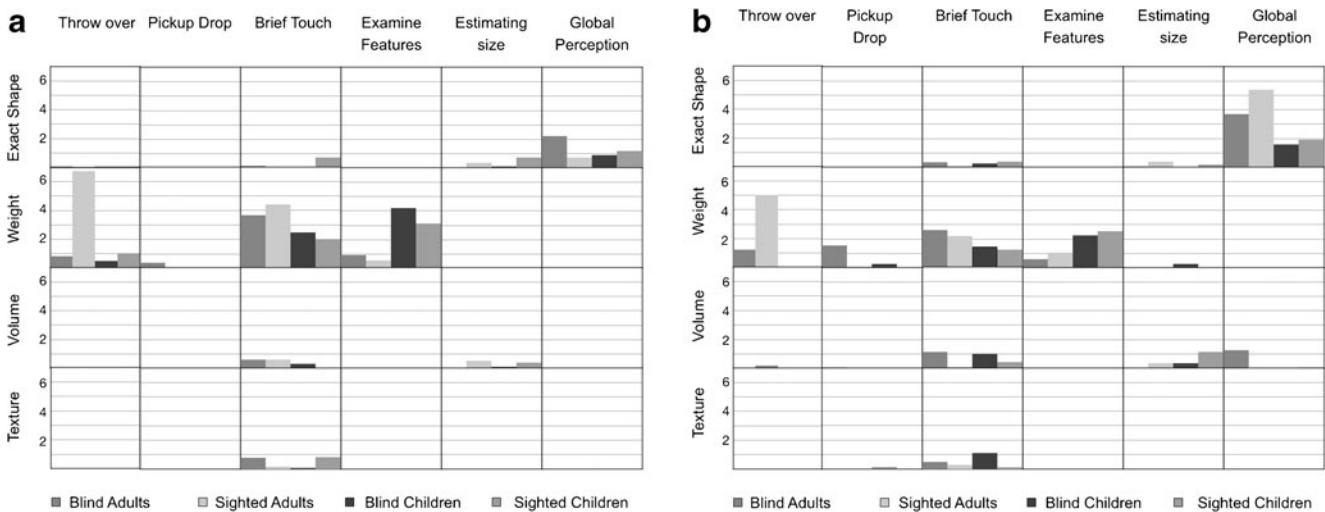 a
Throw over Pickup Drop Brief Touch Examine Features Estimating size Global Perception
Exact Shape
6
4
2
Weight
6
4
2
Volume
6
4
2
Texture
6
4
2
Blind Adults Sighted Adults Blind Children Sighted Children
b
Throw over Pickup Drop Brief Touch Examine Features Estimating size Global Perception
Exact Shape
6
4
2
Weight
6
4
2
Volume
6
4
2
Texture
6
4
2
Blind Adults Sighted Adults Blind Children Sighted Children